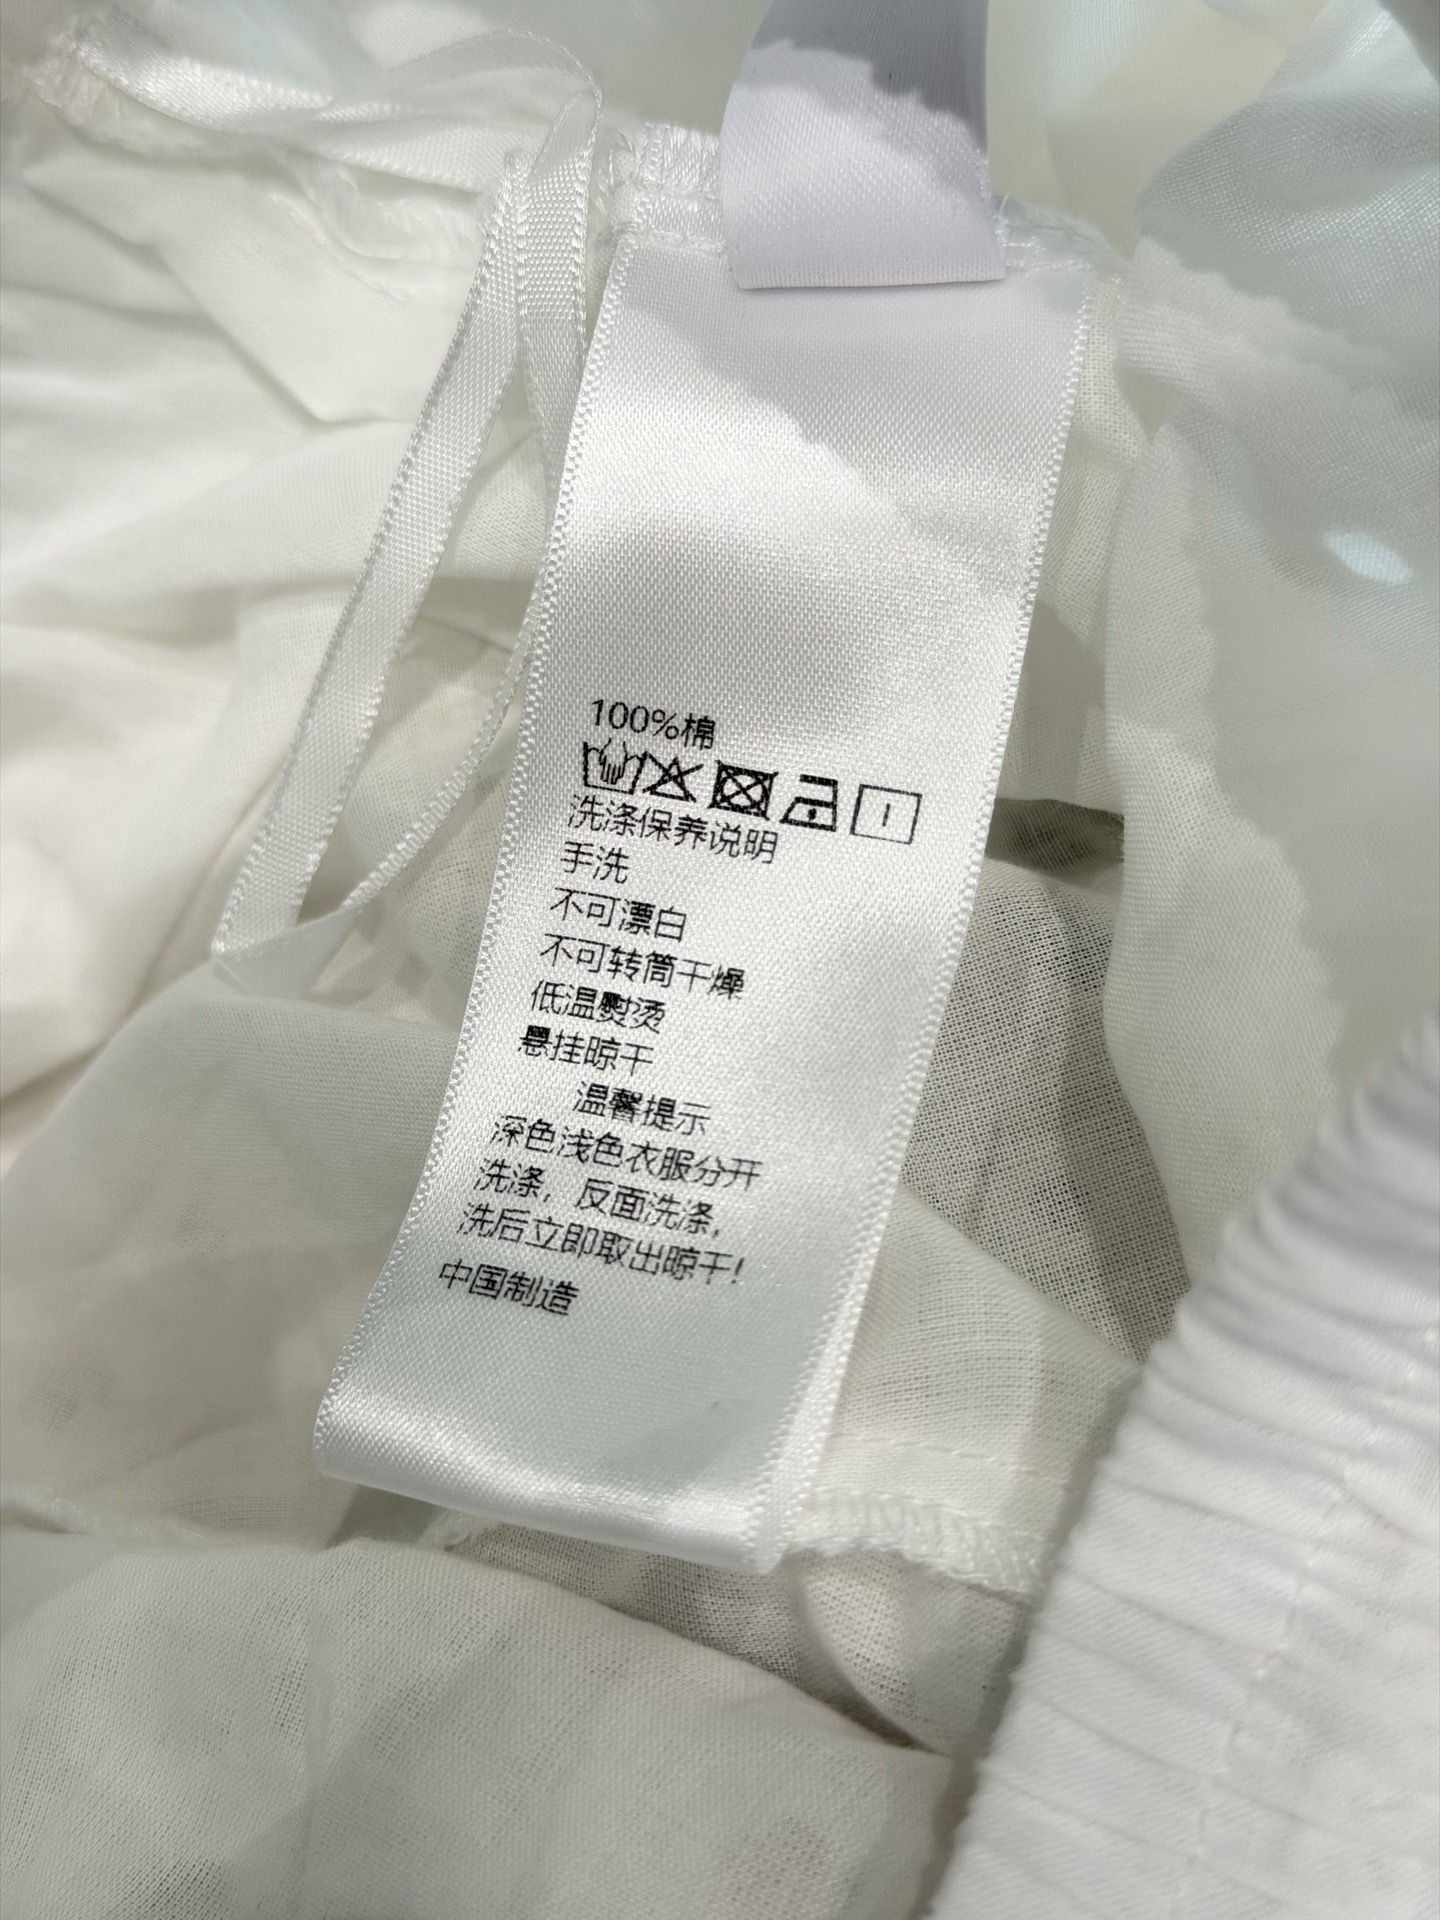 100%棉
洗涤保养说明
手洗
不可漂白
不可转筒干燥
低温熨烫
悬挂晾干
温馨提示
深色浅色衣服分开
洗涤，反面洗涤，
洗后立即取出晾干！
中国制造